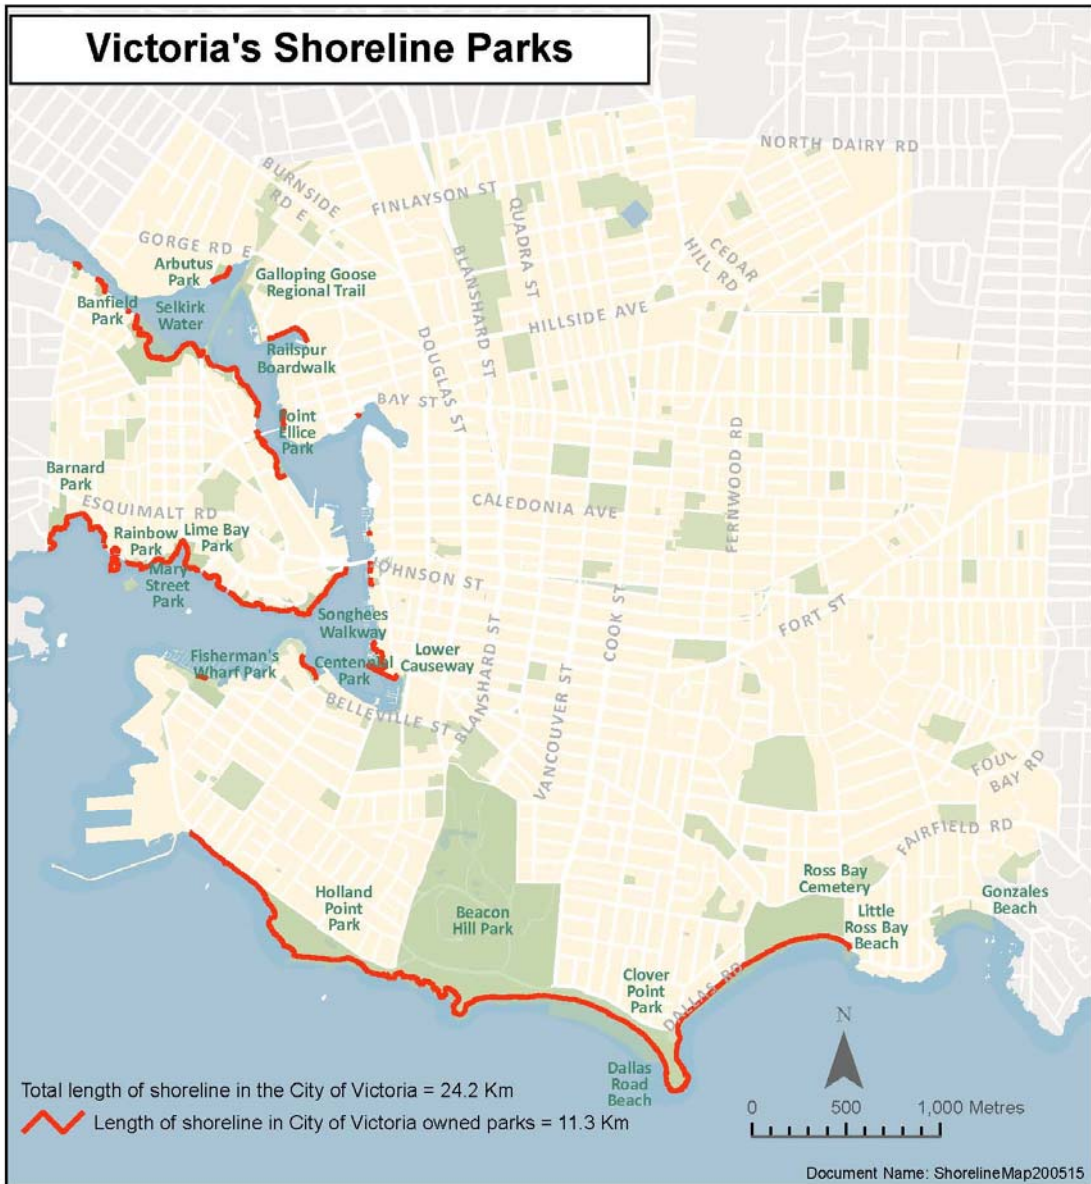 Victoria's Shoreline Parks
NORTH DAIRY RD
BURNSIDE
RD E
FINLAYSON ST
QUADRA ST
BLANSHARD ST
CEDAR
HILL RD
GORGE RD E
Arbutus
Park
Galloping Goose
Regional Trail
Banfield
Park
Selkirk
Water
HILLSIDE AVE
DOUGLAS ST
Railspur
Boardwalk
BAY ST
Point
Ellice
Park
FERNWOOD RD
Barnard
Park
ESQUIMALT RD
CALEDONIA AVE
Rainbow
Park
Lime Bay
Park
Mary
Street
Park
JOHNSON ST
COOK ST
FORT ST
Songhees
Walkway
BLANSHARD ST
Lower
Causeway
Fisherman's
Wharf Park
Centennial
Park
BELLEVILLE ST
VANCOUVER ST
FOUL
BAY RD
FAIRFIELD RD
Ross Bay
Cemetery
Holland
Point
Park
Beacon
Hill Park
Little
Ross Bay
Beach
Gonzales
Beach
Clover
Point
Park
DALLAS RD
Dallas
Road
Beach
N
Total length of shoreline in the City of Victoria = 24.2 Km
Length of shoreline in City of Victoria owned parks = 11.3 Km
0 500 1,000 Metres
Document Name: ShorelineMap200515